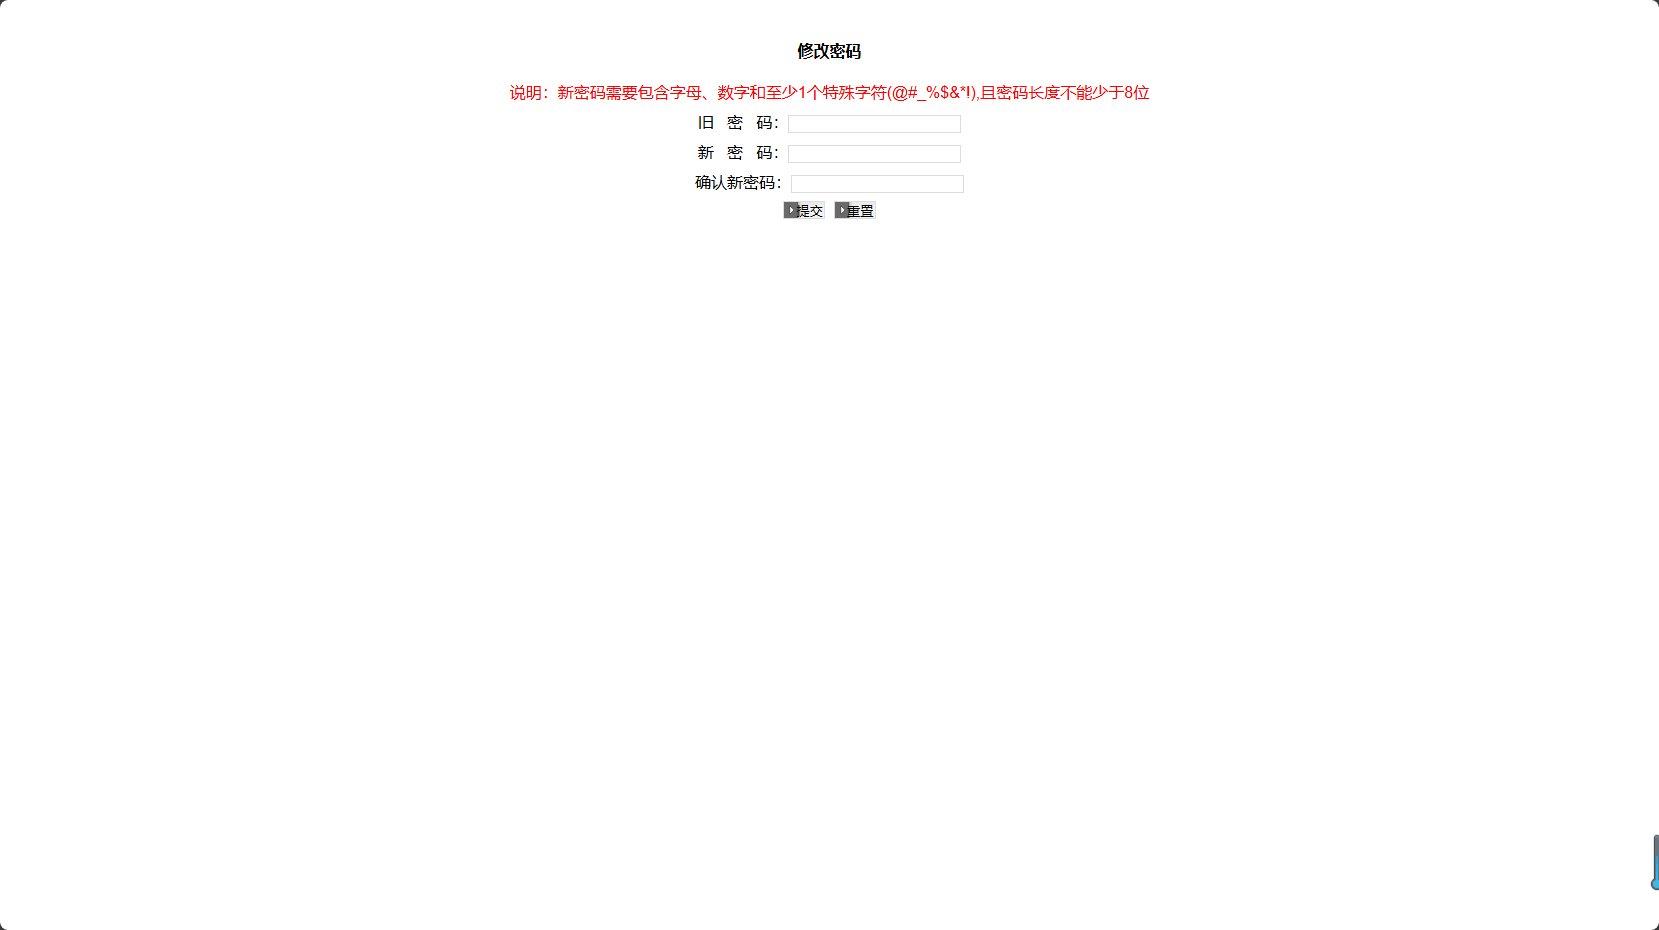 修改密码
说明：新密码需要包含字母、数字和至少1个特殊字符(@#_%$&*!),且密码长度不能少于8位
旧 密 码：
新 密 码：
确认新密码：
提交 重置